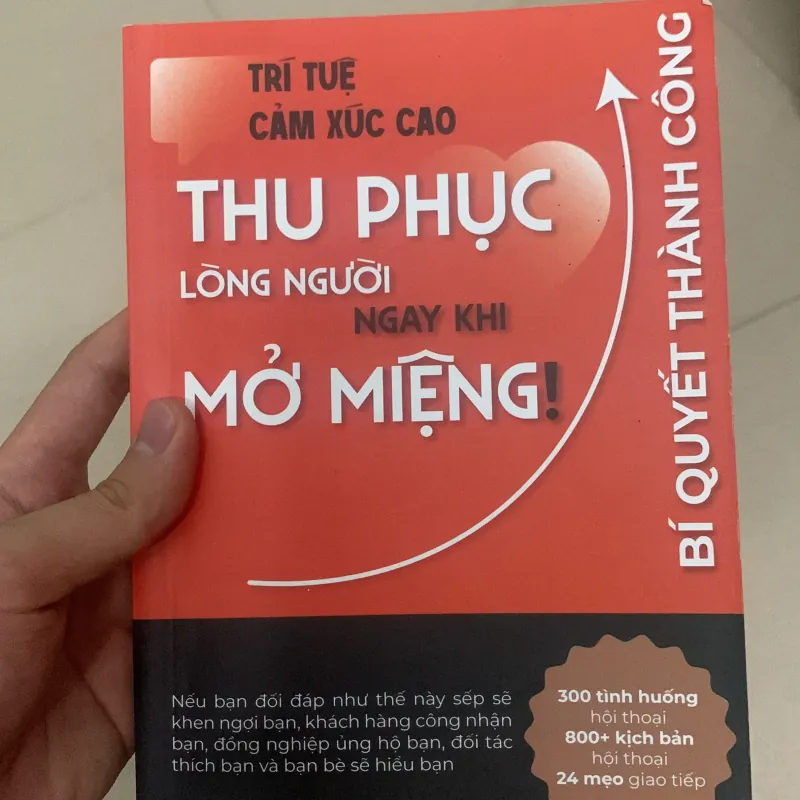 TRÍ TUỆ
CẢM XÚC CAO
THU PHỤC
LÒNG NGƯỜI
NGAY KHI
MỞ MIỆNG!
BÍ QUYẾT THÀNH CÔNG
Nếu bạn đối đáp như thế này sếp sẽ
khen ngợi bạn, khách hàng công nhận
bạn, đồng nghiệp ủng hộ bạn, đối tác
thích bạn và bạn bè sẽ hiểu bạn
300 tình huống
hội thoại
800+ kịch bản
hội thoại
24 mẹo giao tiếp